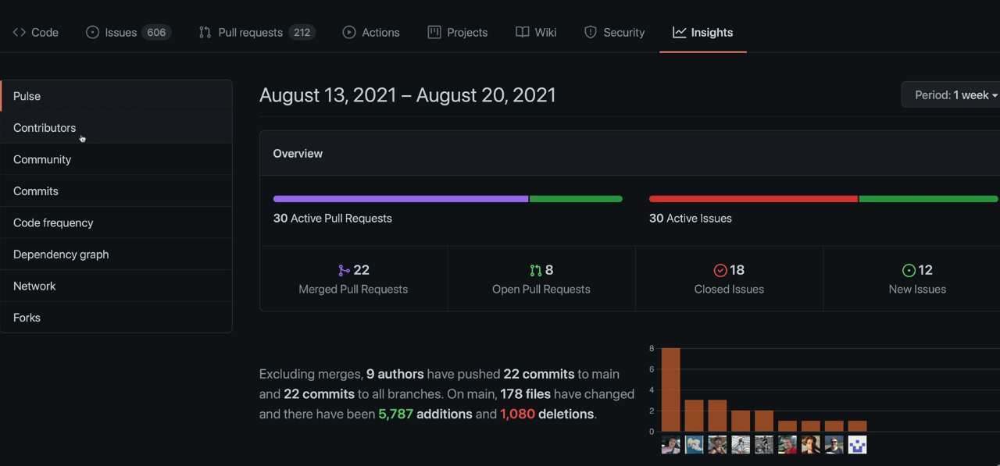 Code Issues 606 Pull requests 212 Actions Projects Wiki Security Insights
Pulse
Contributors
Community
Commits
Code frequency
Dependency graph
Network
Forks
August 13, 2021 – August 20, 2021
Period: 1 week
Overview
30 Active Pull Requests
30 Active Issues
22
Merged Pull Requests
8
Open Pull Requests
18
Closed Issues
12
New Issues
Excluding merges, 9 authors have pushed 22 commits to main
and 22 commits to all branches. On main, 178 files have changed
and there have been 5,787 additions and 1,080 deletions.
8
6
4
2
0